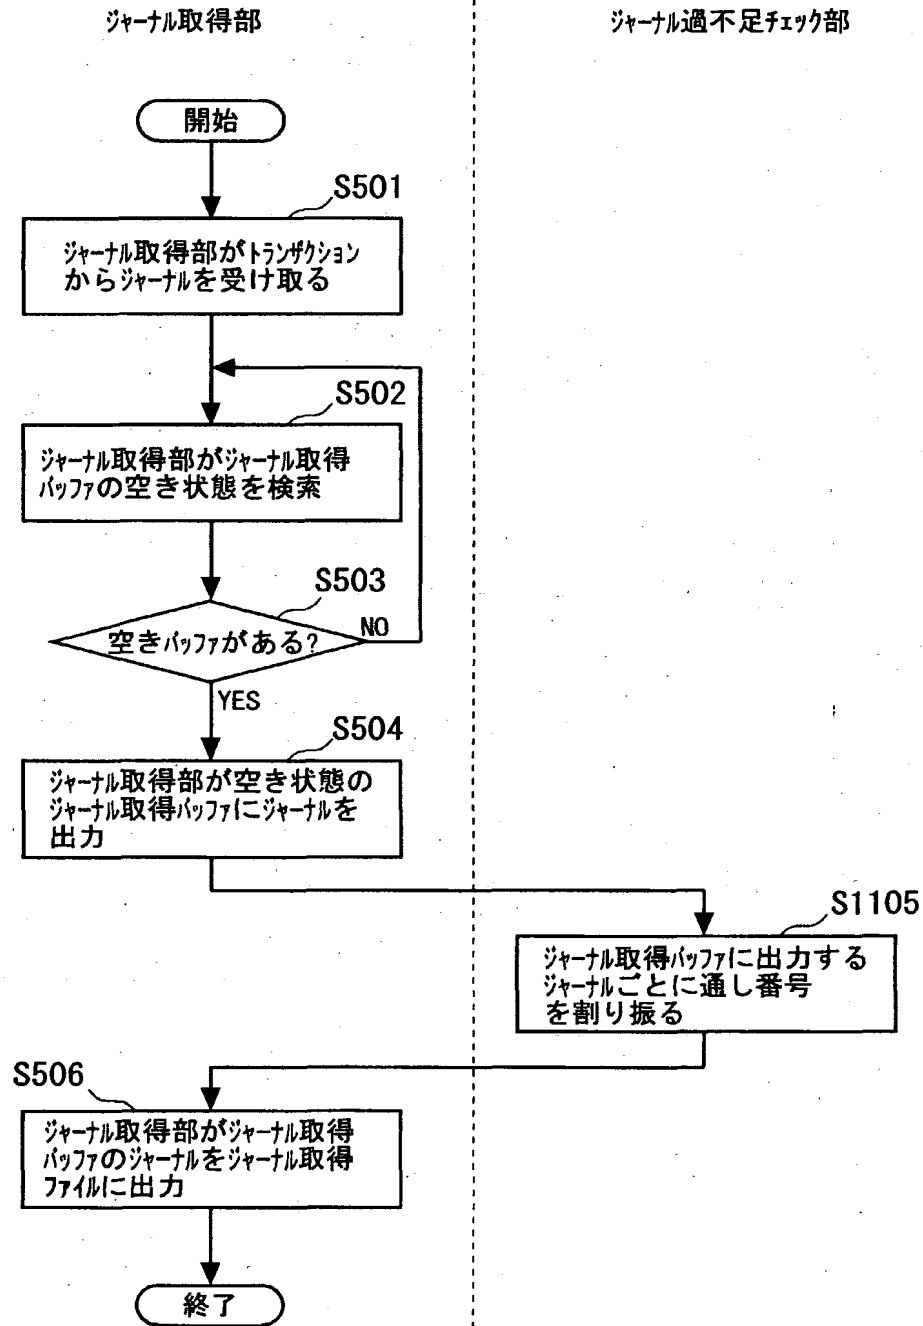 ジャーナル取得部
ジャーナル過不足チェック部
開始
S501
ジャーナル取得部がトランザクション
からジャーナルを受け取る
S502
ジャーナル取得部がジャーナル取得
バッファの空き状態を検索
S503
空きバッファがある?
NO
YES
S504
ジャーナル取得部が空き状態の
ジャーナル取得バッファにジャーナルを
出力
S1105
ジャーナル取得バッファに出力する
ジャーナルごとに通し番号
を割り振る
S506
ジャーナル取得部がジャーナル取得
バッファのジャーナルをジャーナル取得
ファイルに出力
終了